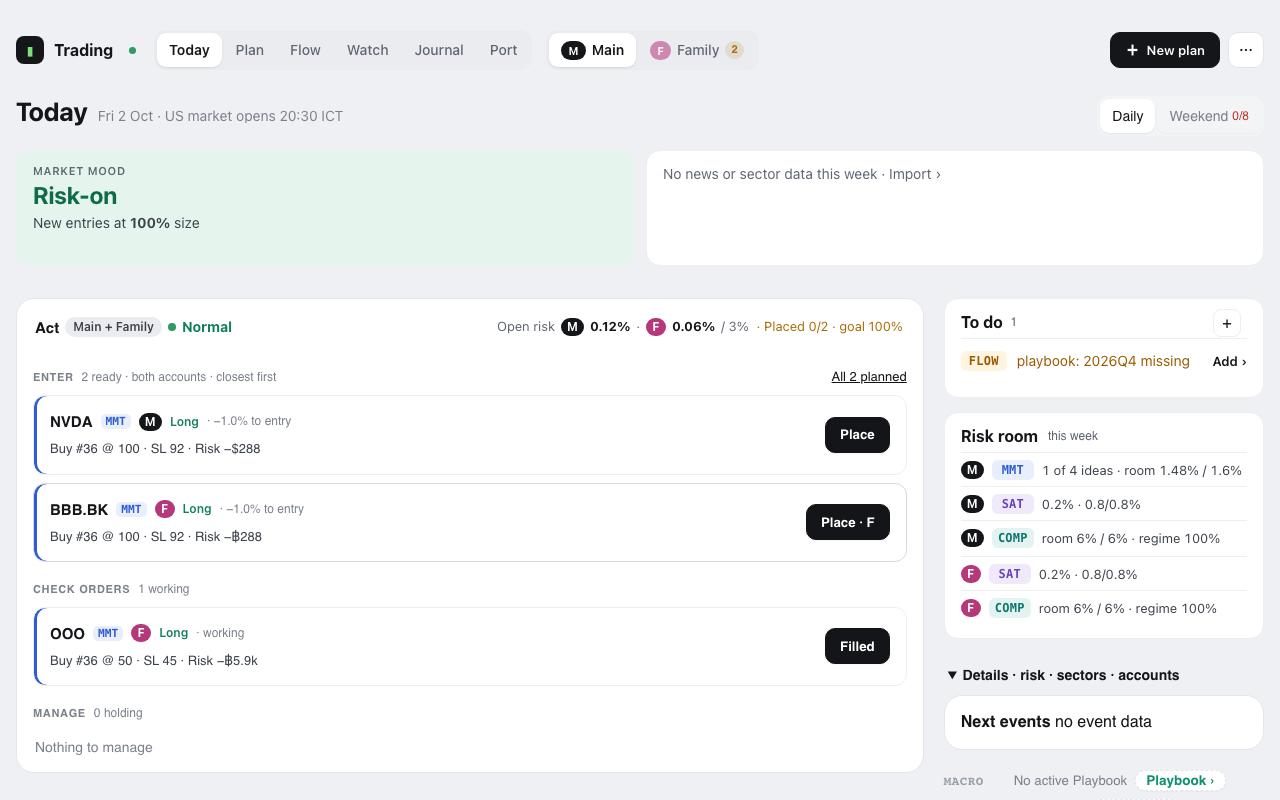 Trading
Today Plan Flow Watch Journal Port
M Main F Family 2
+ New plan
···
Today Fri 2 Oct · US market opens 20:30 ICT
Daily Weekend 0/8
MARKET MOOD
Risk-on
New entries at 100% size
No news or sector data this week · Import ›
Act Main + Family Normal
Open risk M 0.12% · F 0.06% / 3% · Placed 0/2 · goal 100%
ENTER 2 ready · both accounts · closest first
All 2 planned
NVDA MMT M Long · −1.0% to entry
Buy #36 @ 100 · SL 92 · Risk −$288
Place
BBB.BK MMT F Long · −1.0% to entry
Buy #36 @ 100 · SL 92 · Risk −฿288
Place · F
CHECK ORDERS 1 working
OOO MMT F Long · working
Buy #36 @ 50 · SL 45 · Risk −฿5.9k
Filled
MANAGE 0 holding
Nothing to manage
To do 1
+
FLOW playbook: 2026Q4 missing Add ›
Risk room this week
M MMT 1 of 4 ideas · room 1.48% / 1.6%
M SAT 0.2% · 0.8/0.8%
M COMP room 6% / 6% · regime 100%
F SAT 0.2% · 0.8/0.8%
F COMP room 6% / 6% · regime 100%
▼ Details · risk · sectors · accounts
Next events no event data
MACRO No active Playbook Playbook ›